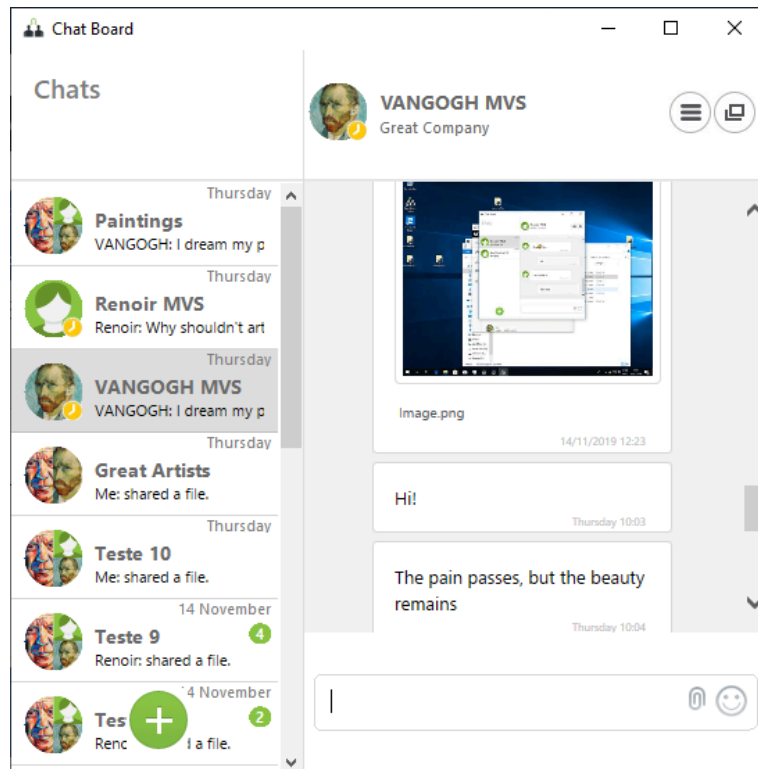 Chat Board
Chats
VANGOGH MVS
Great Company
Thursday
Paintings
VANGOGH: I dream my p
Thursday
Renoir MVS
Renoir: Why shouldn't art
Thursday
VANGOGH MVS
VANGOGH: I dream my p
Thursday
Great Artists
Me: shared a file.
Thursday
Teste 10
Me: shared a file.
14 November
Teste 9
4
Renoir: shared a file.
4 November
Tes
2
Renc
d a file.
Image.png
14/11/2019 12:23
Hi!
Thursday 10:03
The pain passes, but the beauty
remains
Thursday 10:04